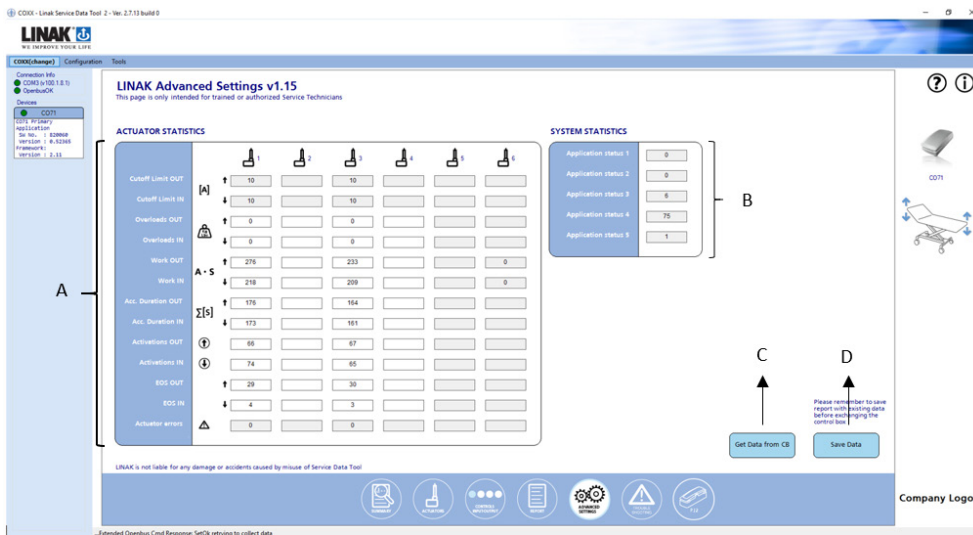 COXX - Linak Service Data Tool 2 - Ver. 2.7.13 build 0
LINAK
WE IMPROVE YOUR LIFE
COXX(change) Configuration Tools
Connection Info
COM3 (v100.1.0.1)
OpenbusOK
Devices
CO71
CO71 Primary
Application
SW No. : 820060
Version : 0.52365
Framework:
Version : 2.11
LINAK Advanced Settings v1.15
This page is only intended for trained or authorized Service Technicians
ACTUATOR STATISTICS
1 2 3 4 5 6
Cutoff Limit OUT 10 10
[A]
Cutoff Limit IN 10 10
Overloads OUT 0 0
Overloads IN 0 0
Work OUT 276 233 0
A · S
Work IN 218 209 0
Acc. Duration OUT 176 164
∑[S]
Acc. Duration IN 173 161
Activations OUT 66 67
Activations IN 74 65
EOS OUT 29 30
EOS IN 4 3
Actuator errors 0 0
A
SYSTEM STATISTICS
Application status 1 0
Application status 2 0
Application status 3 6
Application status 4 75
Application status 5 1
B
CO71
C
D
Please remember to save
report with existing data
before exchanging the
control box
Get Data from CB
Save Data
LINAK is not liable for any damage or accidents caused by misuse of Service Data Tool
SUMMARY
ACTUATORS
CONTROLS
REPORT
ADVANCED
SETTINGS
TROUBLE
SHOOTING
Company Logo
...Extended Openbus Cmd Response: SetOk retrying to collect data